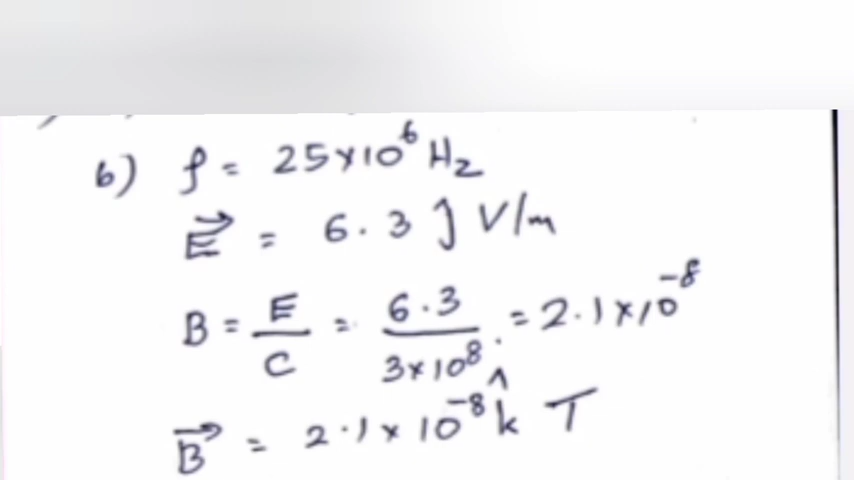 b) f = 25×10⁶ Hz
E⃗ = 6.3 ĵ V/m
B = E/C = 6.3/3×10⁸ = 2.1×10⁻⁸
B⃗ = 2.1×10⁻⁸ k̂ T